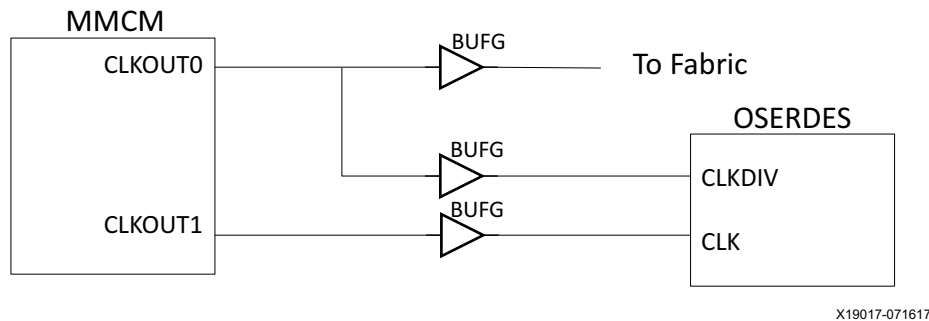 MMCM
CLKOUT0
BUFG
To Fabric
OSERDES
BUFG
CLKDIV
CLKOUT1
BUFG
CLK
X19017-071617